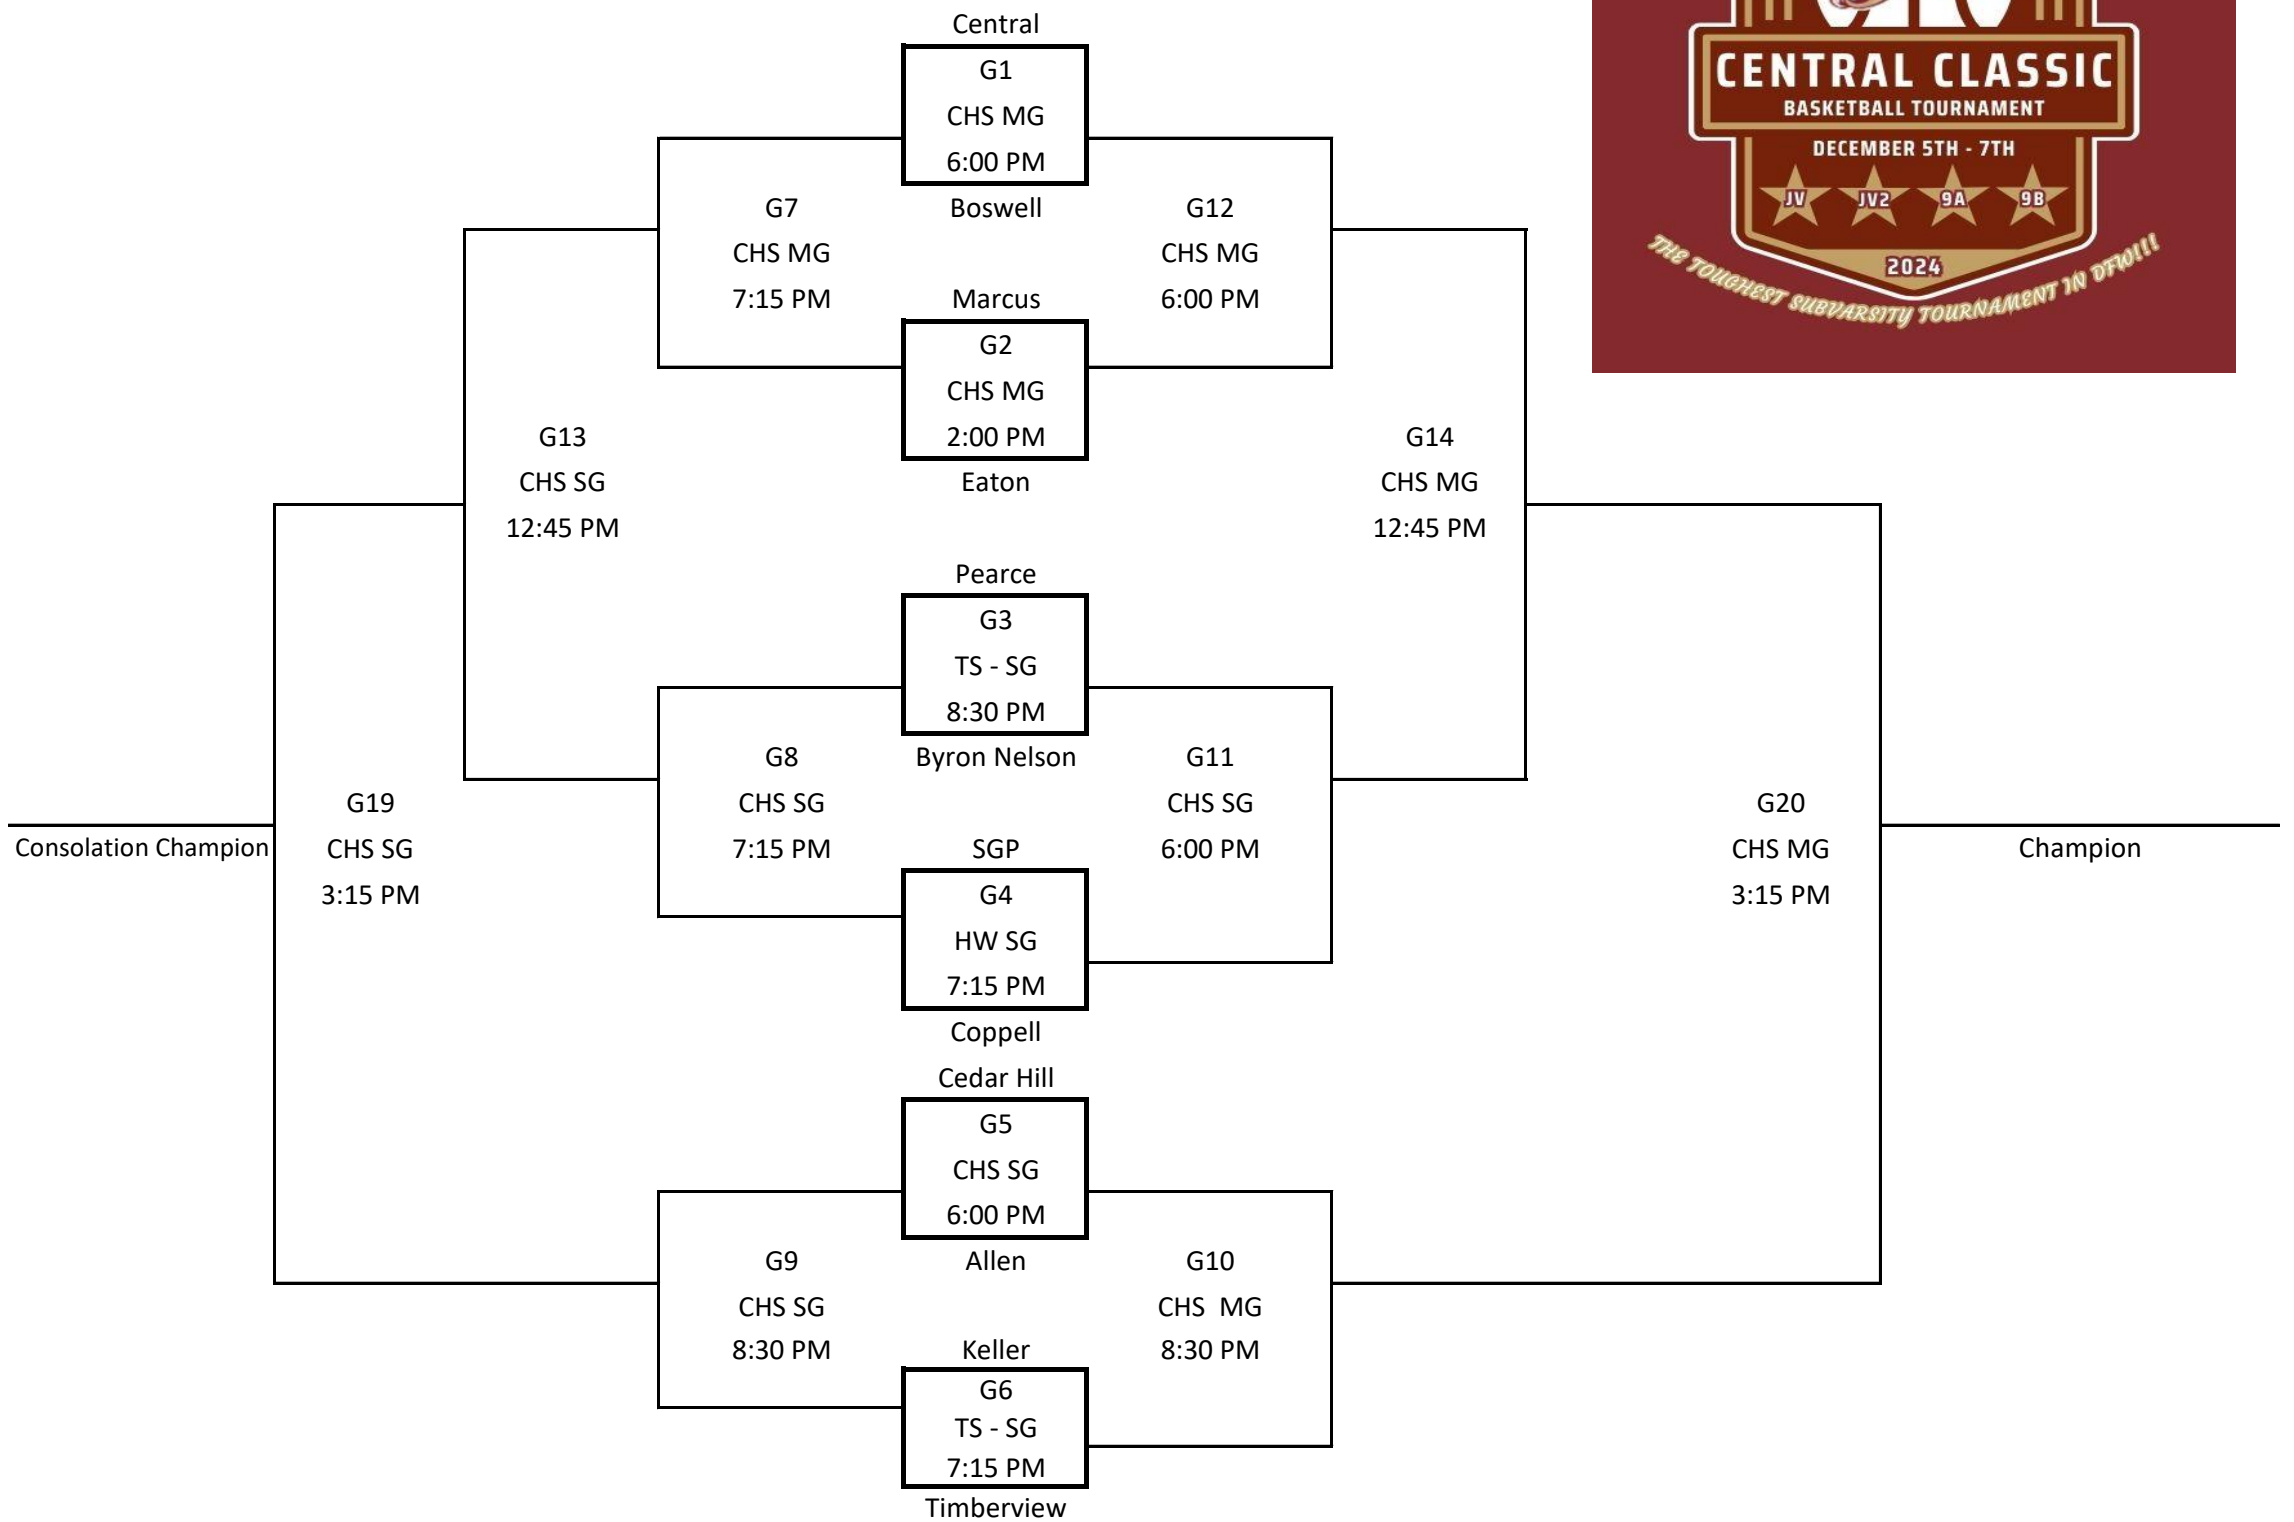 Central
G1
CHS MG
6:00 PM
Boswell
G7
CHS MG
7:15 PM
G12
CHS MG
6:00 PM
Marcus
G2
CHS MG
2:00 PM
Eaton
G13
CHS SG
12:45 PM
G14
CHS MG
12:45 PM
Pearce
G3
TS - SG
8:30 PM
Byron Nelson
G8
CHS SG
7:15 PM
G11
CHS SG
6:00 PM
SGP
G4
HW SG
7:15 PM
Coppell
G19
CHS SG
3:15 PM
Consolation Champion
G20
CHS MG
3:15 PM
Champion
Cedar Hill
G5
CHS SG
6:00 PM
Allen
G9
CHS SG
8:30 PM
G10
CHS  MG
8:30 PM
Keller
G6
TS - SG
7:15 PM
Timberview
CENTRAL CLASSIC
BASKETBALL TOURNAMENT
DECEMBER 5TH - 7TH
JV JV2 9A 9B
2024
THE TOUGHEST SUBVARSITY TOURNAMENT IN DFW!!!